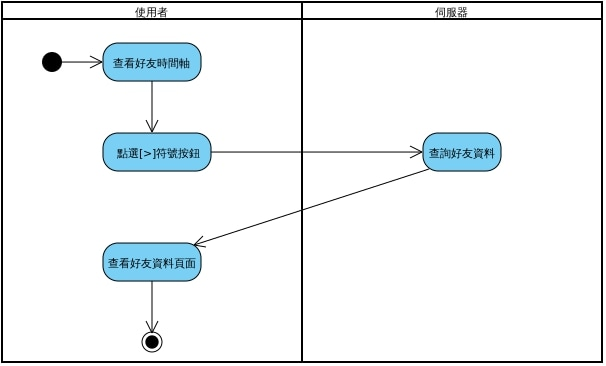 使用者
伺服器
查看好友時間軸
點選[>]符號按鈕
查詢好友資料
查看好友資料頁面